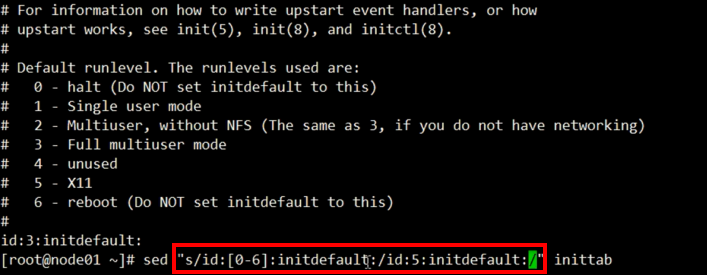 # For information on how to write upstart event handlers, or how
# upstart works, see init(5), init(8), and initctl(8).
#
# Default runlevel. The runlevels used are:
#   0 - halt (Do NOT set initdefault to this)
#   1 - Single user mode
#   2 - Multiuser, without NFS (The same as 3, if you do not have networking)
#   3 - Full multiuser mode
#   4 - unused
#   5 - X11
#   6 - reboot (Do NOT set initdefault to this)
#
id:3:initdefault:
[root@node01 ~]# sed "s/id:[0-6]:initdefault:/id:5:initdefault:/" inittab